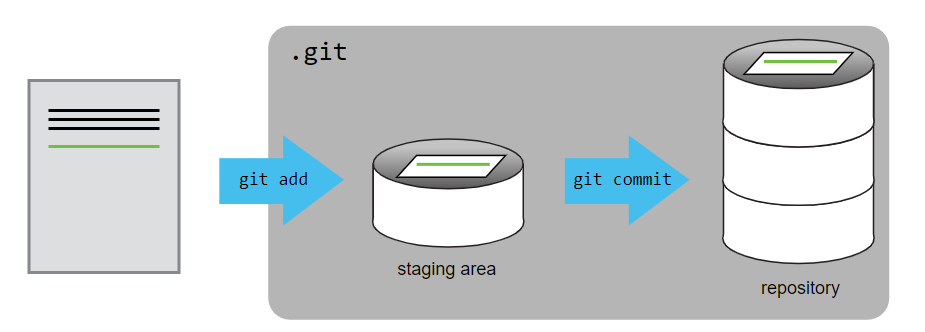 .git
git add
git commit
staging area
repository